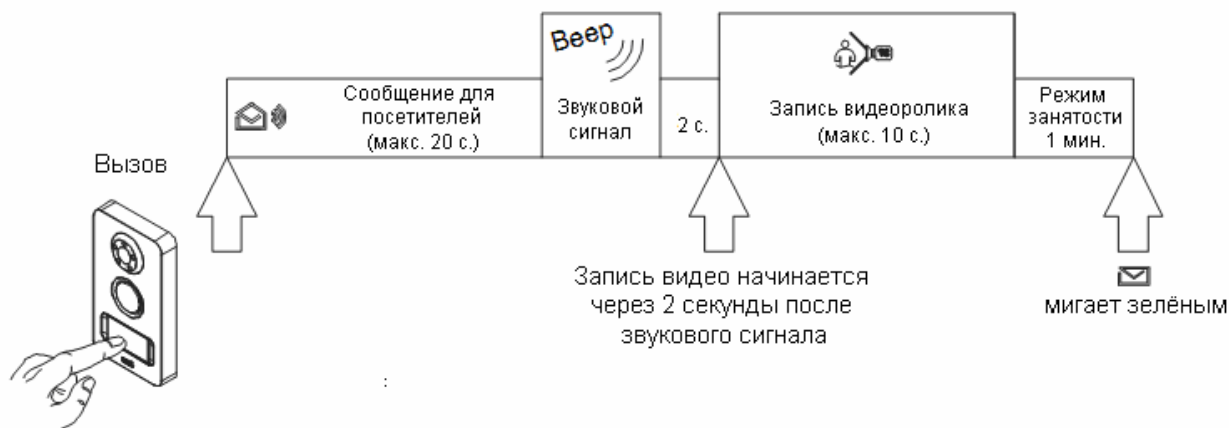 Beep
Сообщение для
посетителей
(макс. 20 с.)
Звуковой
сигнал
2 с.
Запись видеоролика
(макс. 10 с.)
Режим
занятости
1 мин.
Вызов
Запись видео начинается
через 2 секунды после
звукового сигнала
мигает зелёным
: